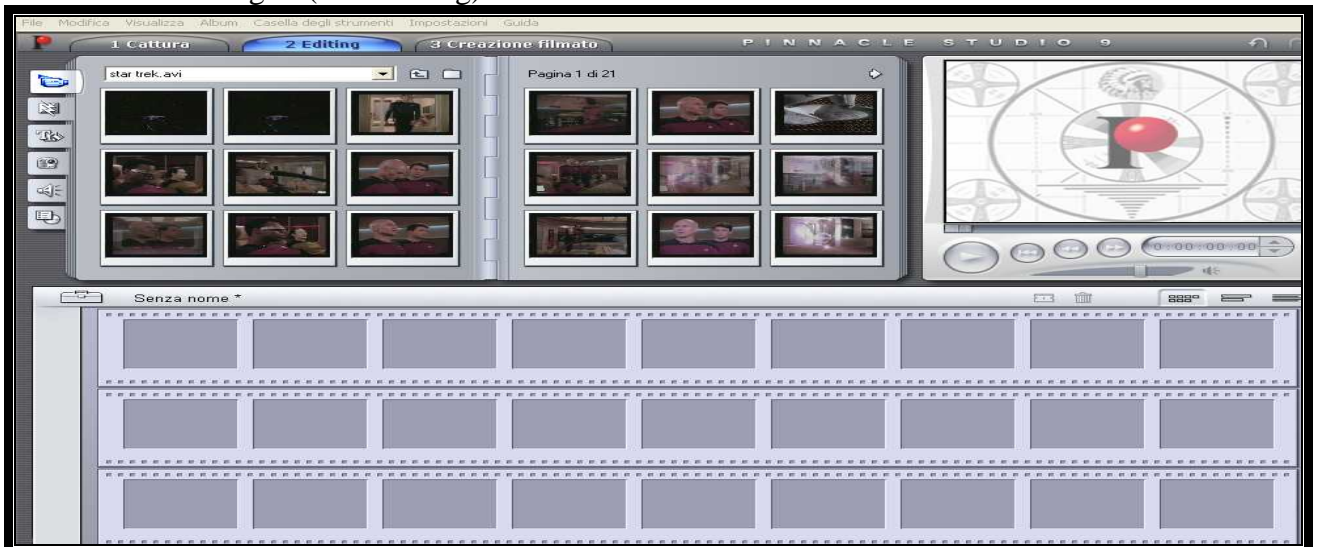 File Modifica Visualizza Album Casella degli strumenti Impostazioni Guida
1 Cattura 2 Editing 3 Creazione filmato PINNACLE STUDIO 9
star trek.avi Pagina 1 di 21
0:00:00:00
Senza nome *